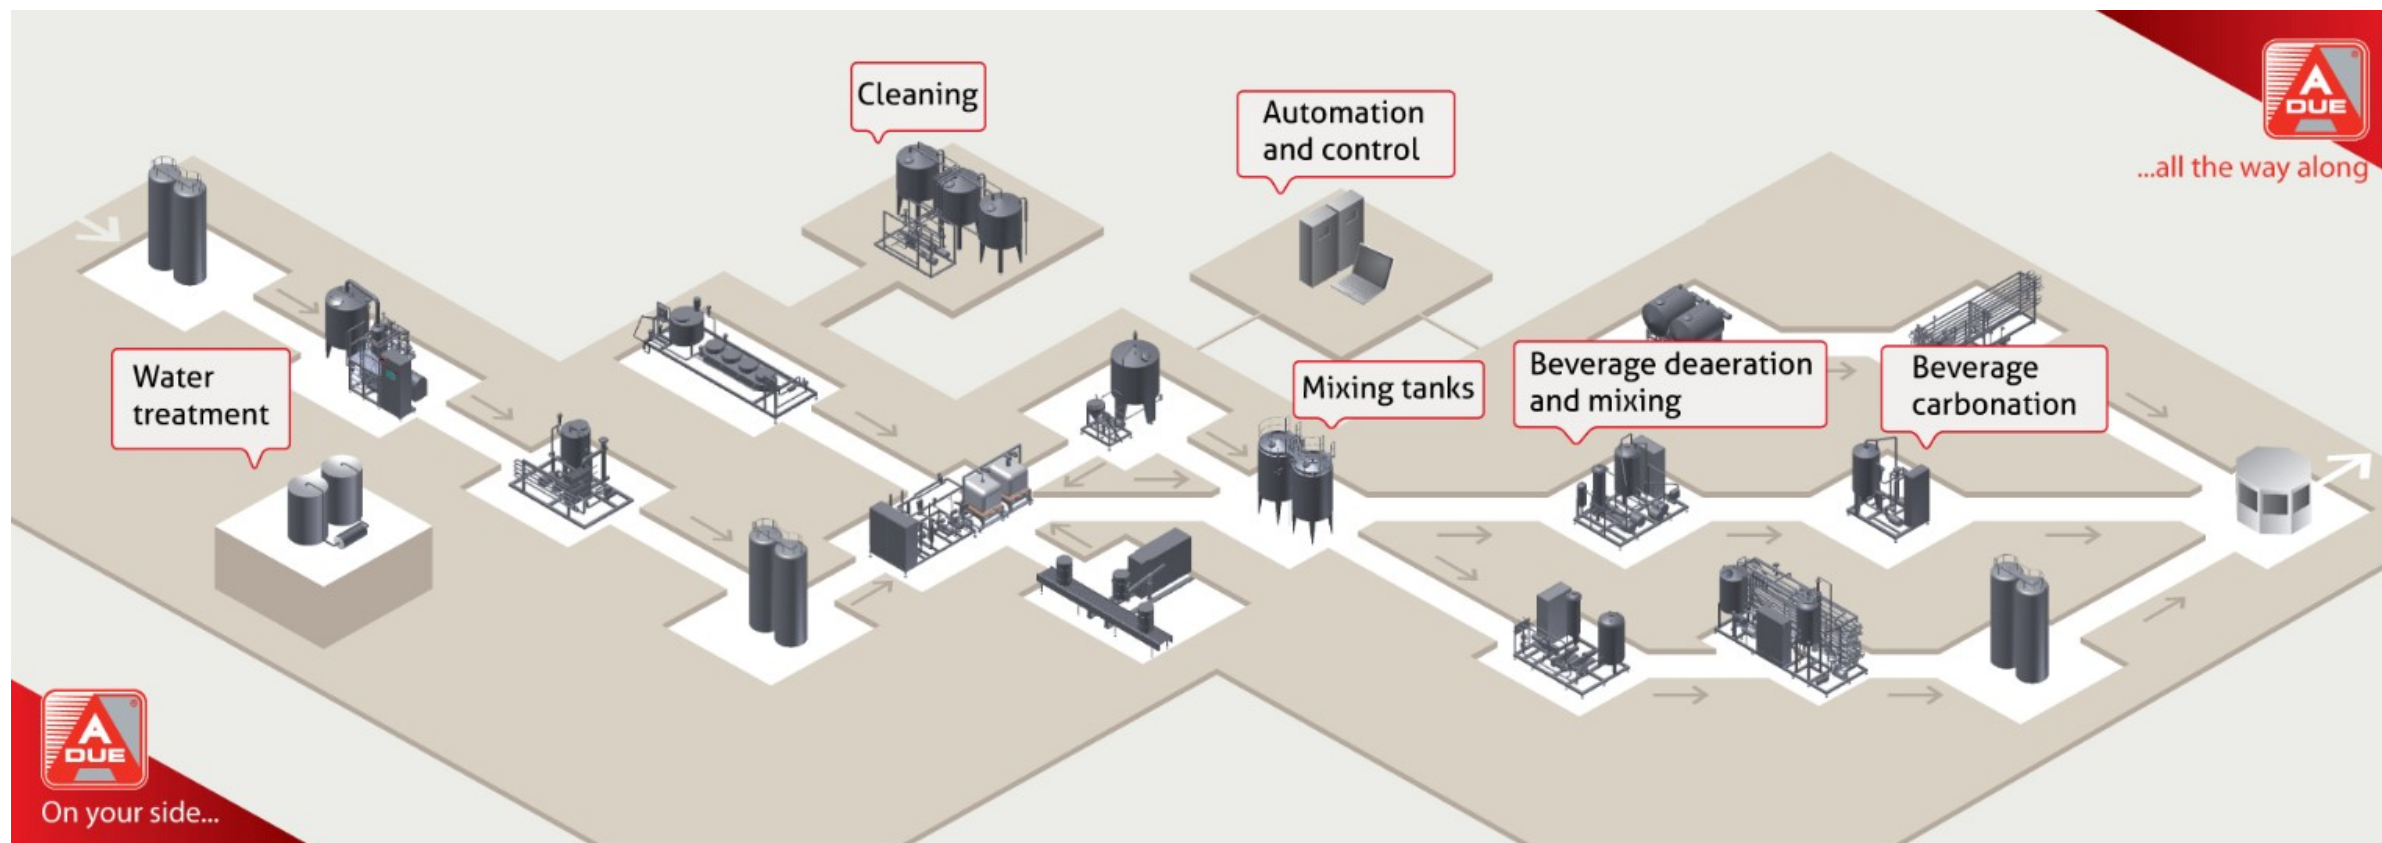 Cleaning
Automation
and control
A
DUE
®
...all the way along
Water
treatment
Mixing tanks
Beverage deaeration
and mixing
Beverage
carbonation
A
DUE
®
On your side...